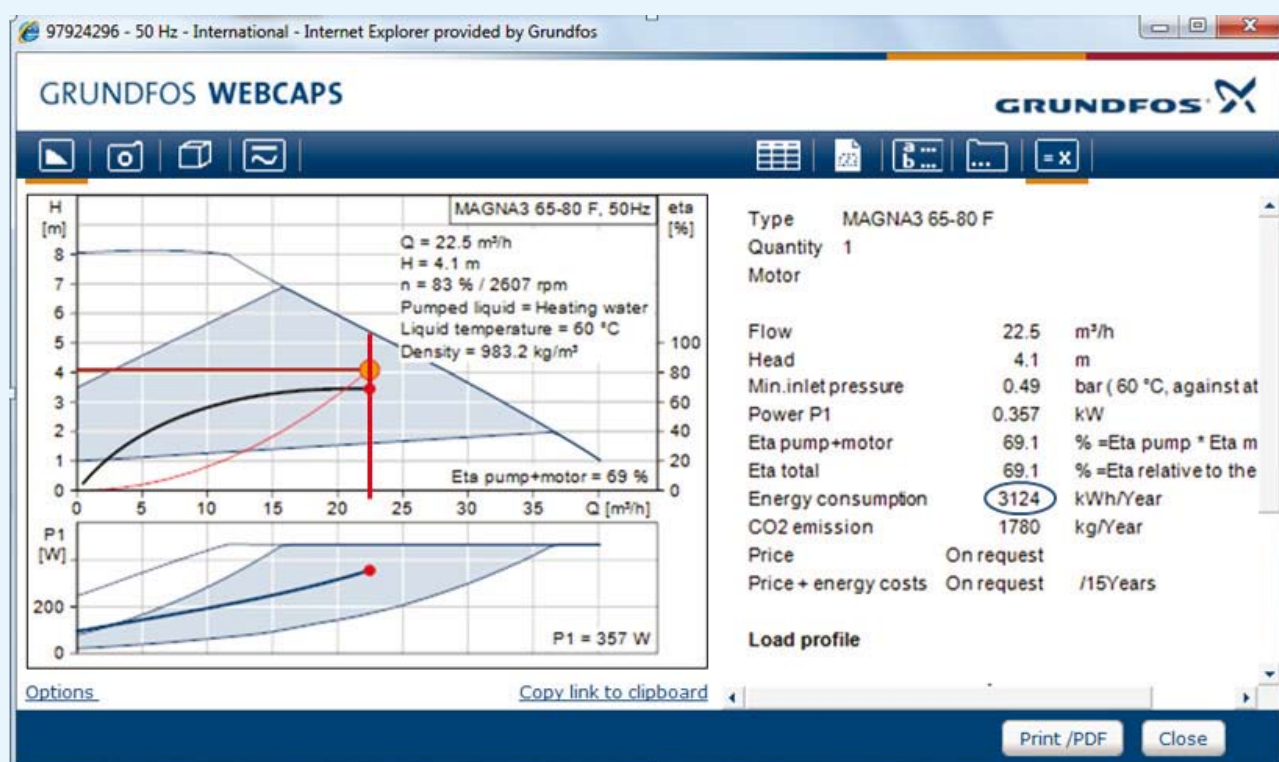 97924296 - 50 Hz - International - Internet Explorer provided by Grundfos
GRUNDFOS WEBCAPS
GRUNDFOS
a ...
b ...
...
= x
H
[m]
MAGNA3 65-80 F, 50Hz
eta
[%]
Q = 22.5 m³/h
H = 4.1 m
n = 83 % / 2607 rpm
Pumped liquid = Heating water
Liquid temperature = 60 °C
Density = 983.2 kg/m³
8
7
6
5
4
3
2
1
0
100
80
60
40
20
0
Eta pump+motor = 69 %
0 5 10 15 20 25 30 35 Q [m³/h]
P1
[W]
200
0
P1 = 357 W
Options
Copy link to clipboard
Type MAGNA3 65-80 F
Quantity 1
Motor
Flow 22.5 m³/h
Head 4.1 m
Min.inlet pressure 0.49 bar ( 60 °C, against at
Power P1 0.357 kW
Eta pump+motor 69.1 % =Eta pump * Eta m
Eta total 69.1 % =Eta relative to the
Energy consumption 3124 kWh/Year
CO2 emission 1780 kg/Year
Price On request
Price + energy costs On request /15Years
Load profile
Print /PDF
Close